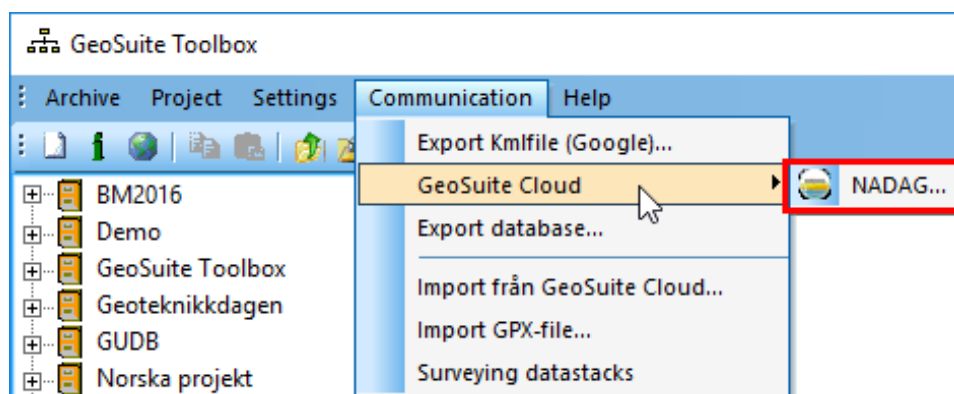 GeoSuite Toolbox
Archive Project Settings Communication Help
Export Kmlfile (Google)...
GeoSuite Cloud
NADAG...
Export database...
Import från GeoSuite Cloud...
Import GPX-file...
Surveying datastacks
BM2016
Demo
GeoSuite Toolbox
Geoteknikkdagen
GUDB
Norska projekt